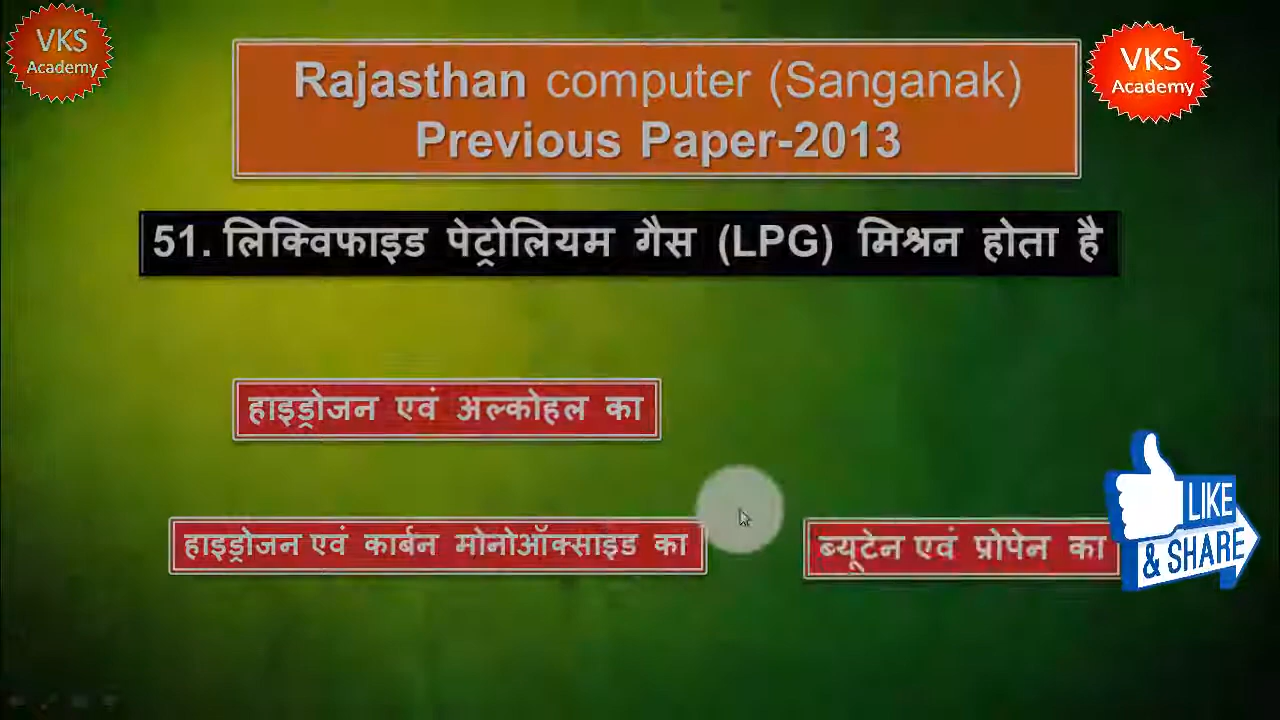 VKS
Academy
Rajasthan computer (Sanganak)
Previous Paper-2013
VKS
Academy
51. लिक्विफाइड पेट्रोलियम गैस (LPG) मिश्रन होता है
हाइड्रोजन एवं अल्कोहल का
हाइड्रोजन एवं कार्बन मोनोऑक्साइड का
ब्यूटेन एवं प्रोपेन का
LIKE
& SHARE